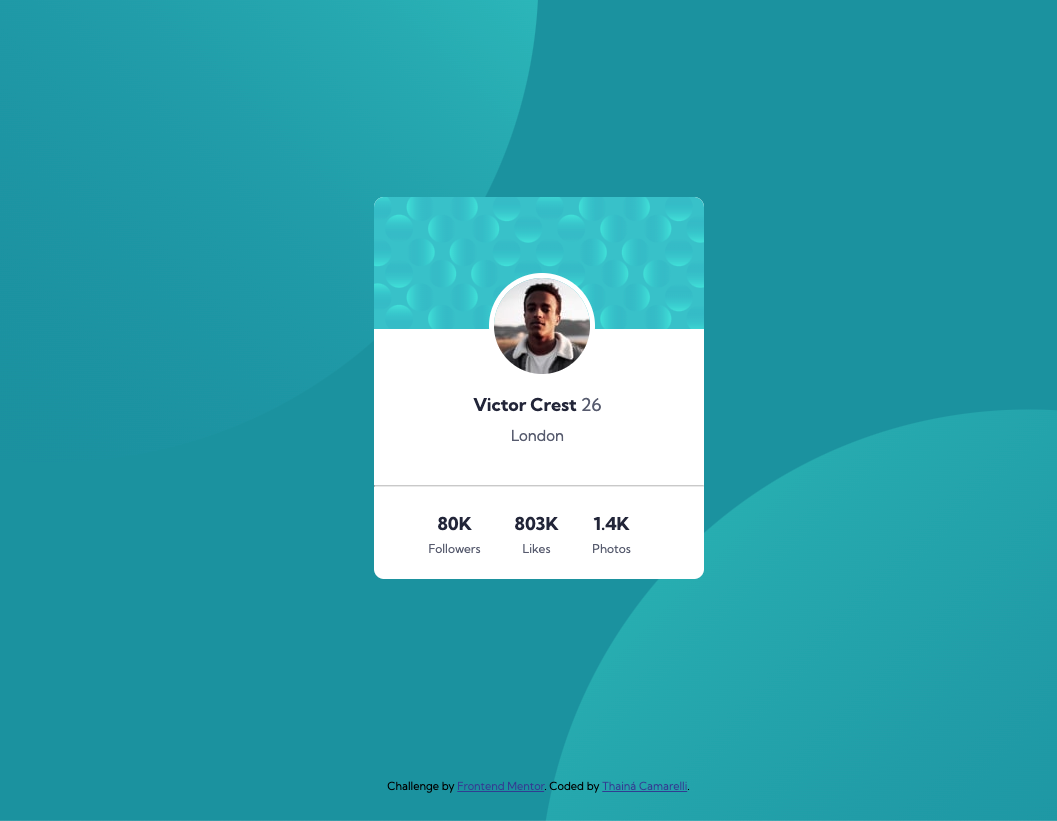 Victor Crest 26
London
80K 803K 1.4K
Followers Likes Photos
Challenge by Frontend Mentor. Coded by Thainá Camarelli.